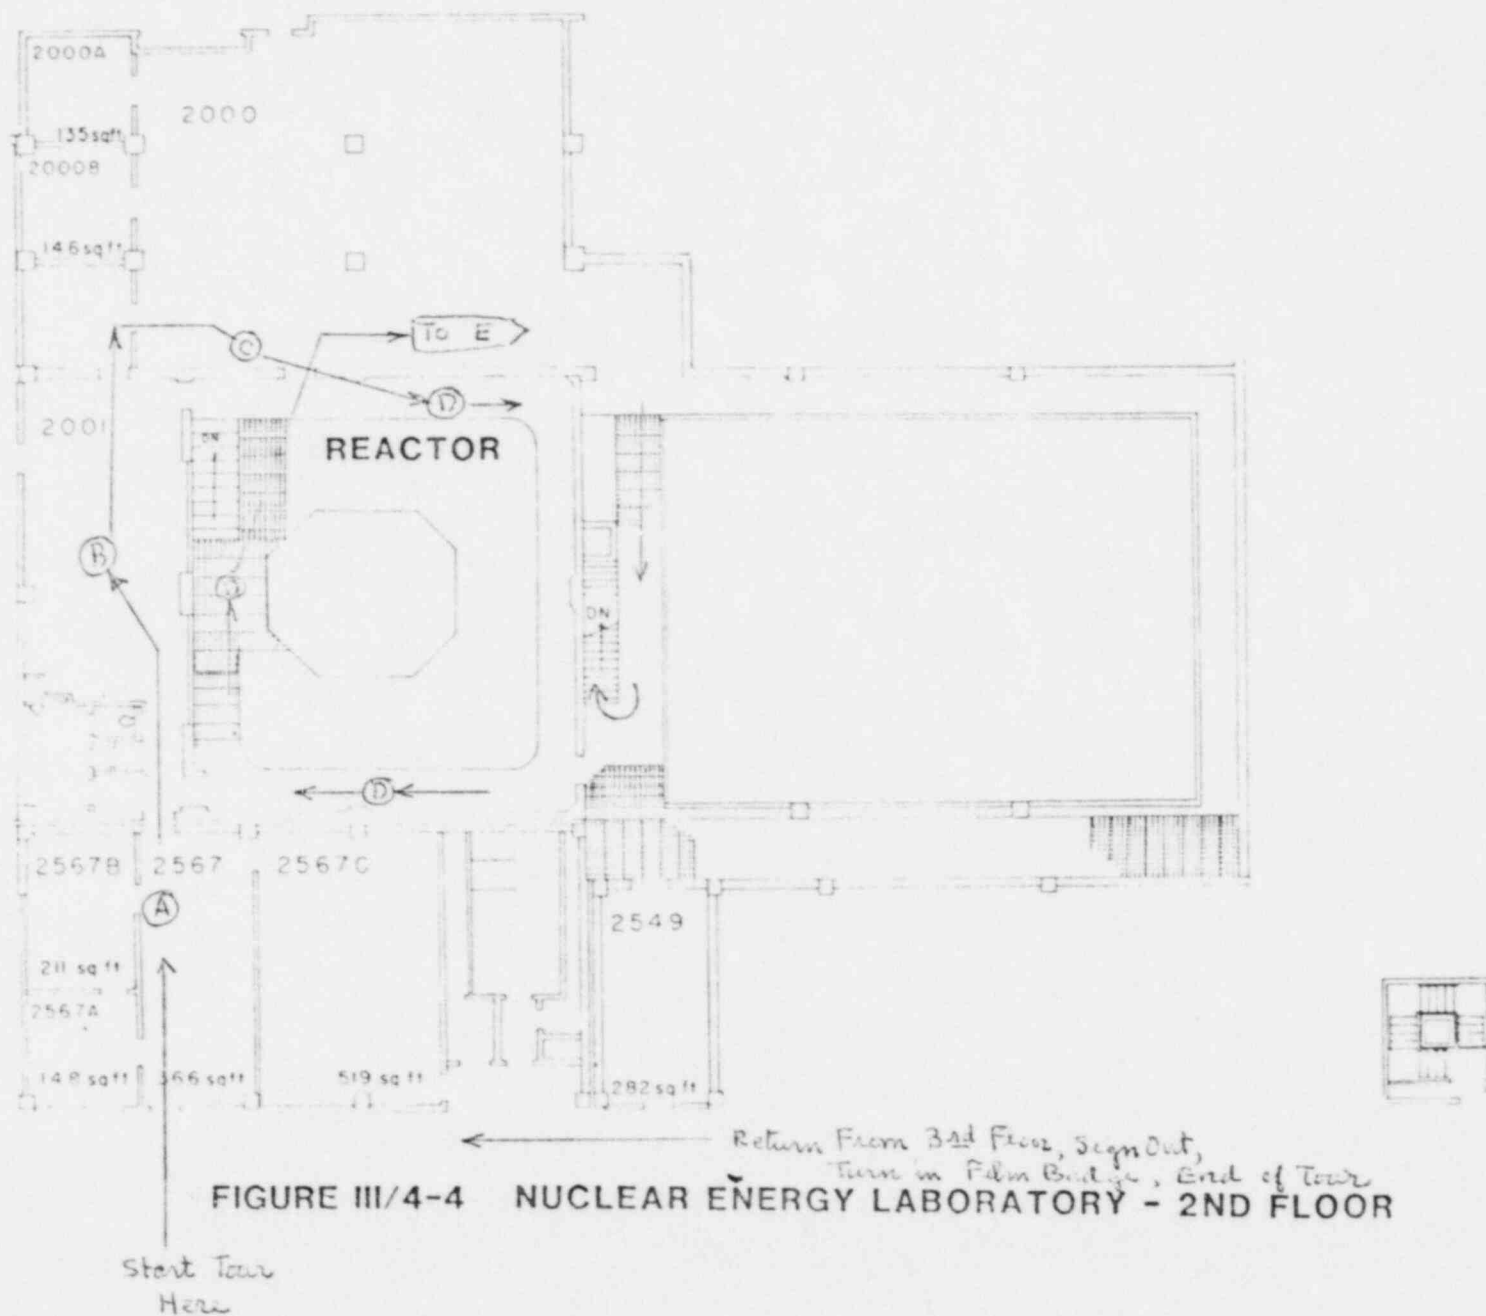 2000A
2000
135 sq ft
2000B
146 sq ft
To E
C
D
2001
DN
REACTOR
B
DN
D
2567B 2567 2567C
A
2549
211 sq ft
2567A
148 sq ft 366 sq ft 519 sq ft
282 sq ft
Return From 3rd Floor, Sign Out,
Turn in Film Badge, End of Tour
FIGURE III/4-4 NUCLEAR ENERGY LABORATORY - 2ND FLOOR
Start Tour
Here